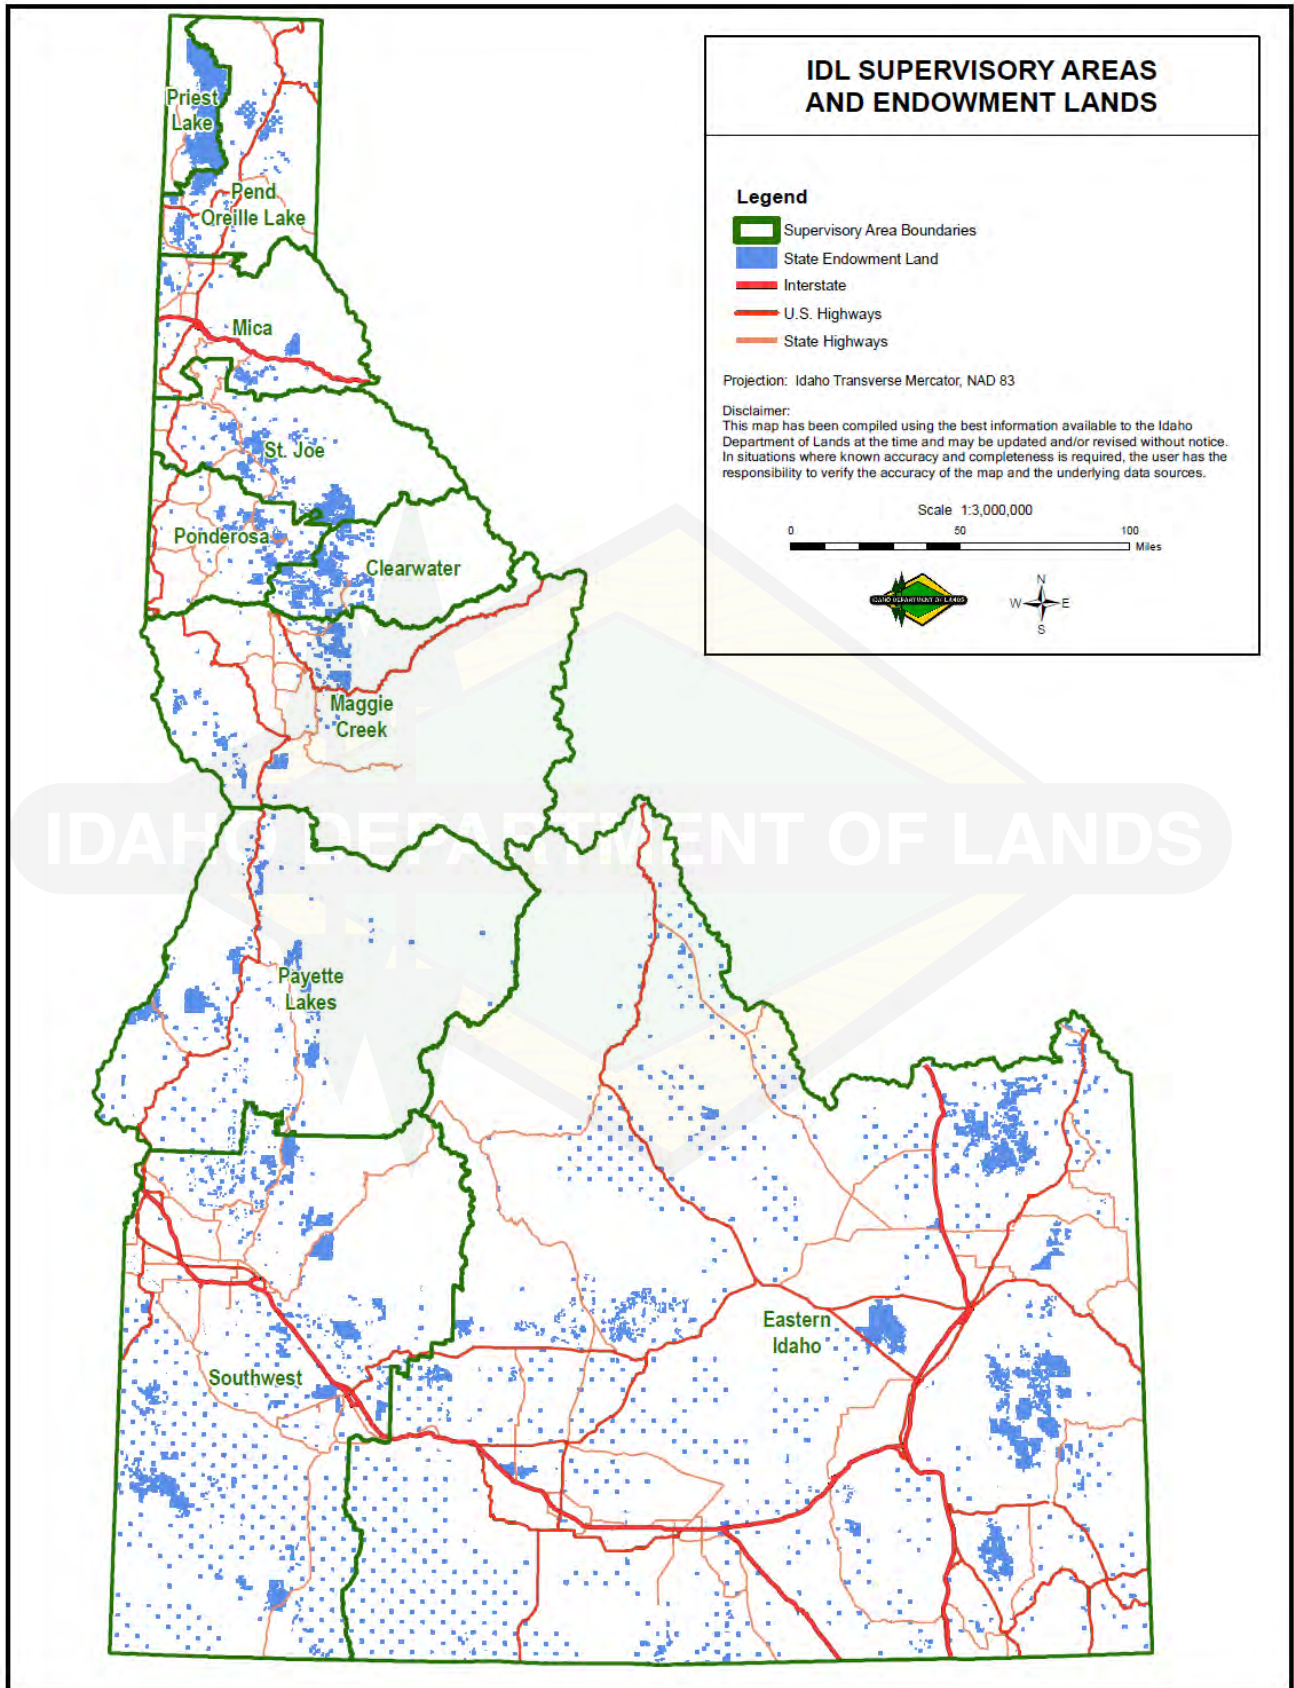 IDL SUPERVISORY AREAS
AND ENDOWMENT LANDS
Legend
Supervisory Area Boundaries
State Endowment Land
Interstate
U.S. Highways
State Highways
Projection: Idaho Transverse Mercator, NAD 83
Disclaimer:
This map has been compiled using the best information available to the Idaho
Department of Lands at the time and may be updated and/or revised without notice.
In situations where known accuracy and completeness is required, the user has the
responsibility to verify the accuracy of the map and the underlying data sources.
Scale 1:3,000,000
0 50 100
Miles
IDAHO DEPARTMENT OF LANDS
N
W E
S
Priest
Lake
Pend
Oreille Lake
Mica
St. Joe
Ponderosa
Clearwater
Maggie
Creek
IDAHO DEPARTMENT OF LANDS
Payette
Lakes
Eastern
Idaho
Southwest